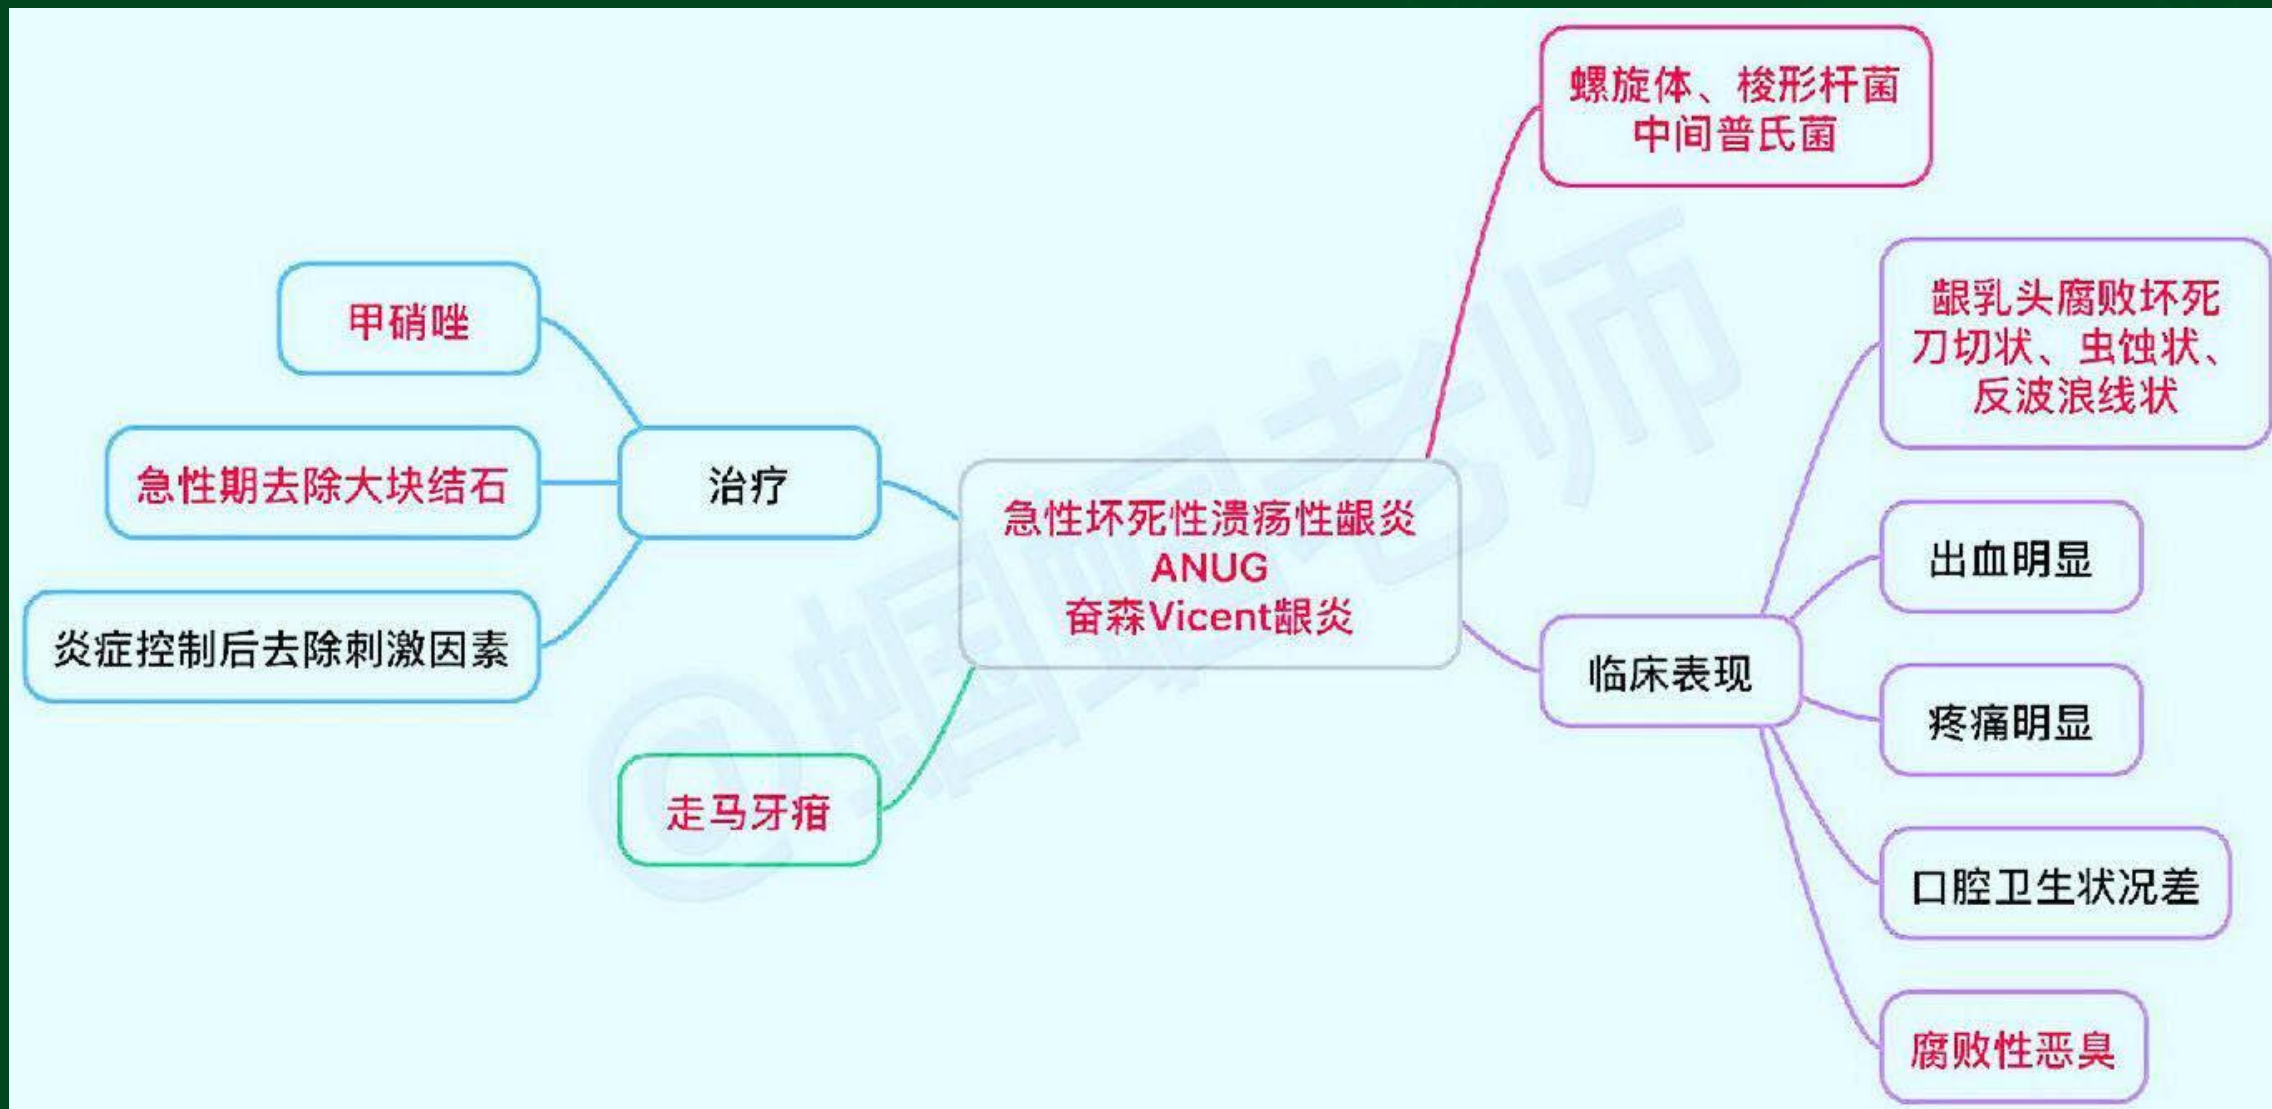 螺旋体、梭形杆菌
中间普氏菌
龈乳头腐败坏死
刀切状、虫蚀状、
反波浪线状
甲硝唑
急性期去除大块结石
治疗
急性坏死性溃疡性龈炎
ANUG
奋森Vicent龈炎
出血明显
炎症控制后去除刺激因素
临床表现
疼痛明显
走马牙疳
口腔卫生状况差
腐败性恶臭
@蝈蝈老师